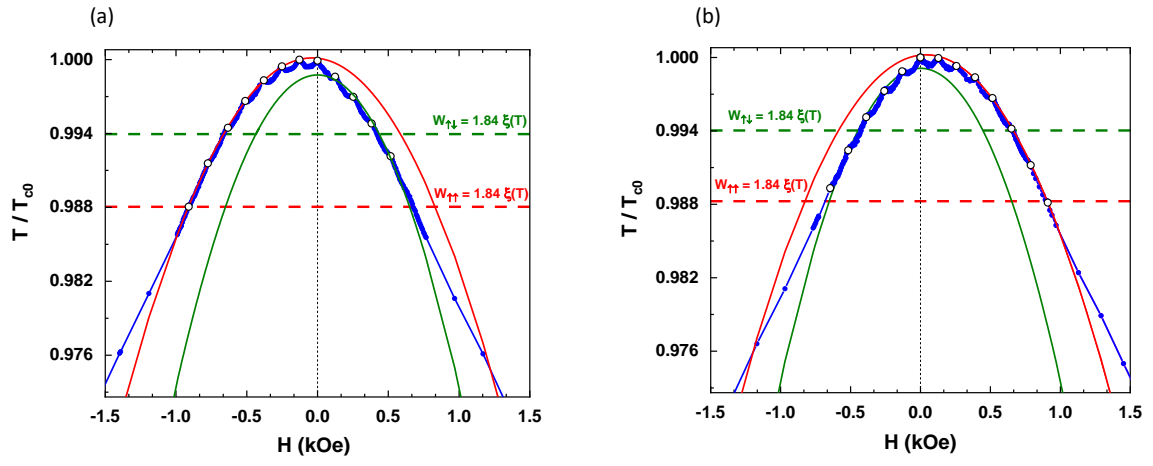 (a)
(b)
1.000
0.994
0.988
0.982
0.976
T / Tc0
W↑↓ = 1.84 ξ(T)
W↑↑ = 1.84 ξ(T)
-1.5 -1.0 -0.5 0.0 0.5 1.0 1.5
H (kOe)
1.000
0.994
0.988
0.982
0.976
T / Tc0
W↑↓ = 1.84 ξ(T)
W↑↑ = 1.84 ξ(T)
-1.5 -1.0 -0.5 0.0 0.5 1.0 1.5
H (kOe)